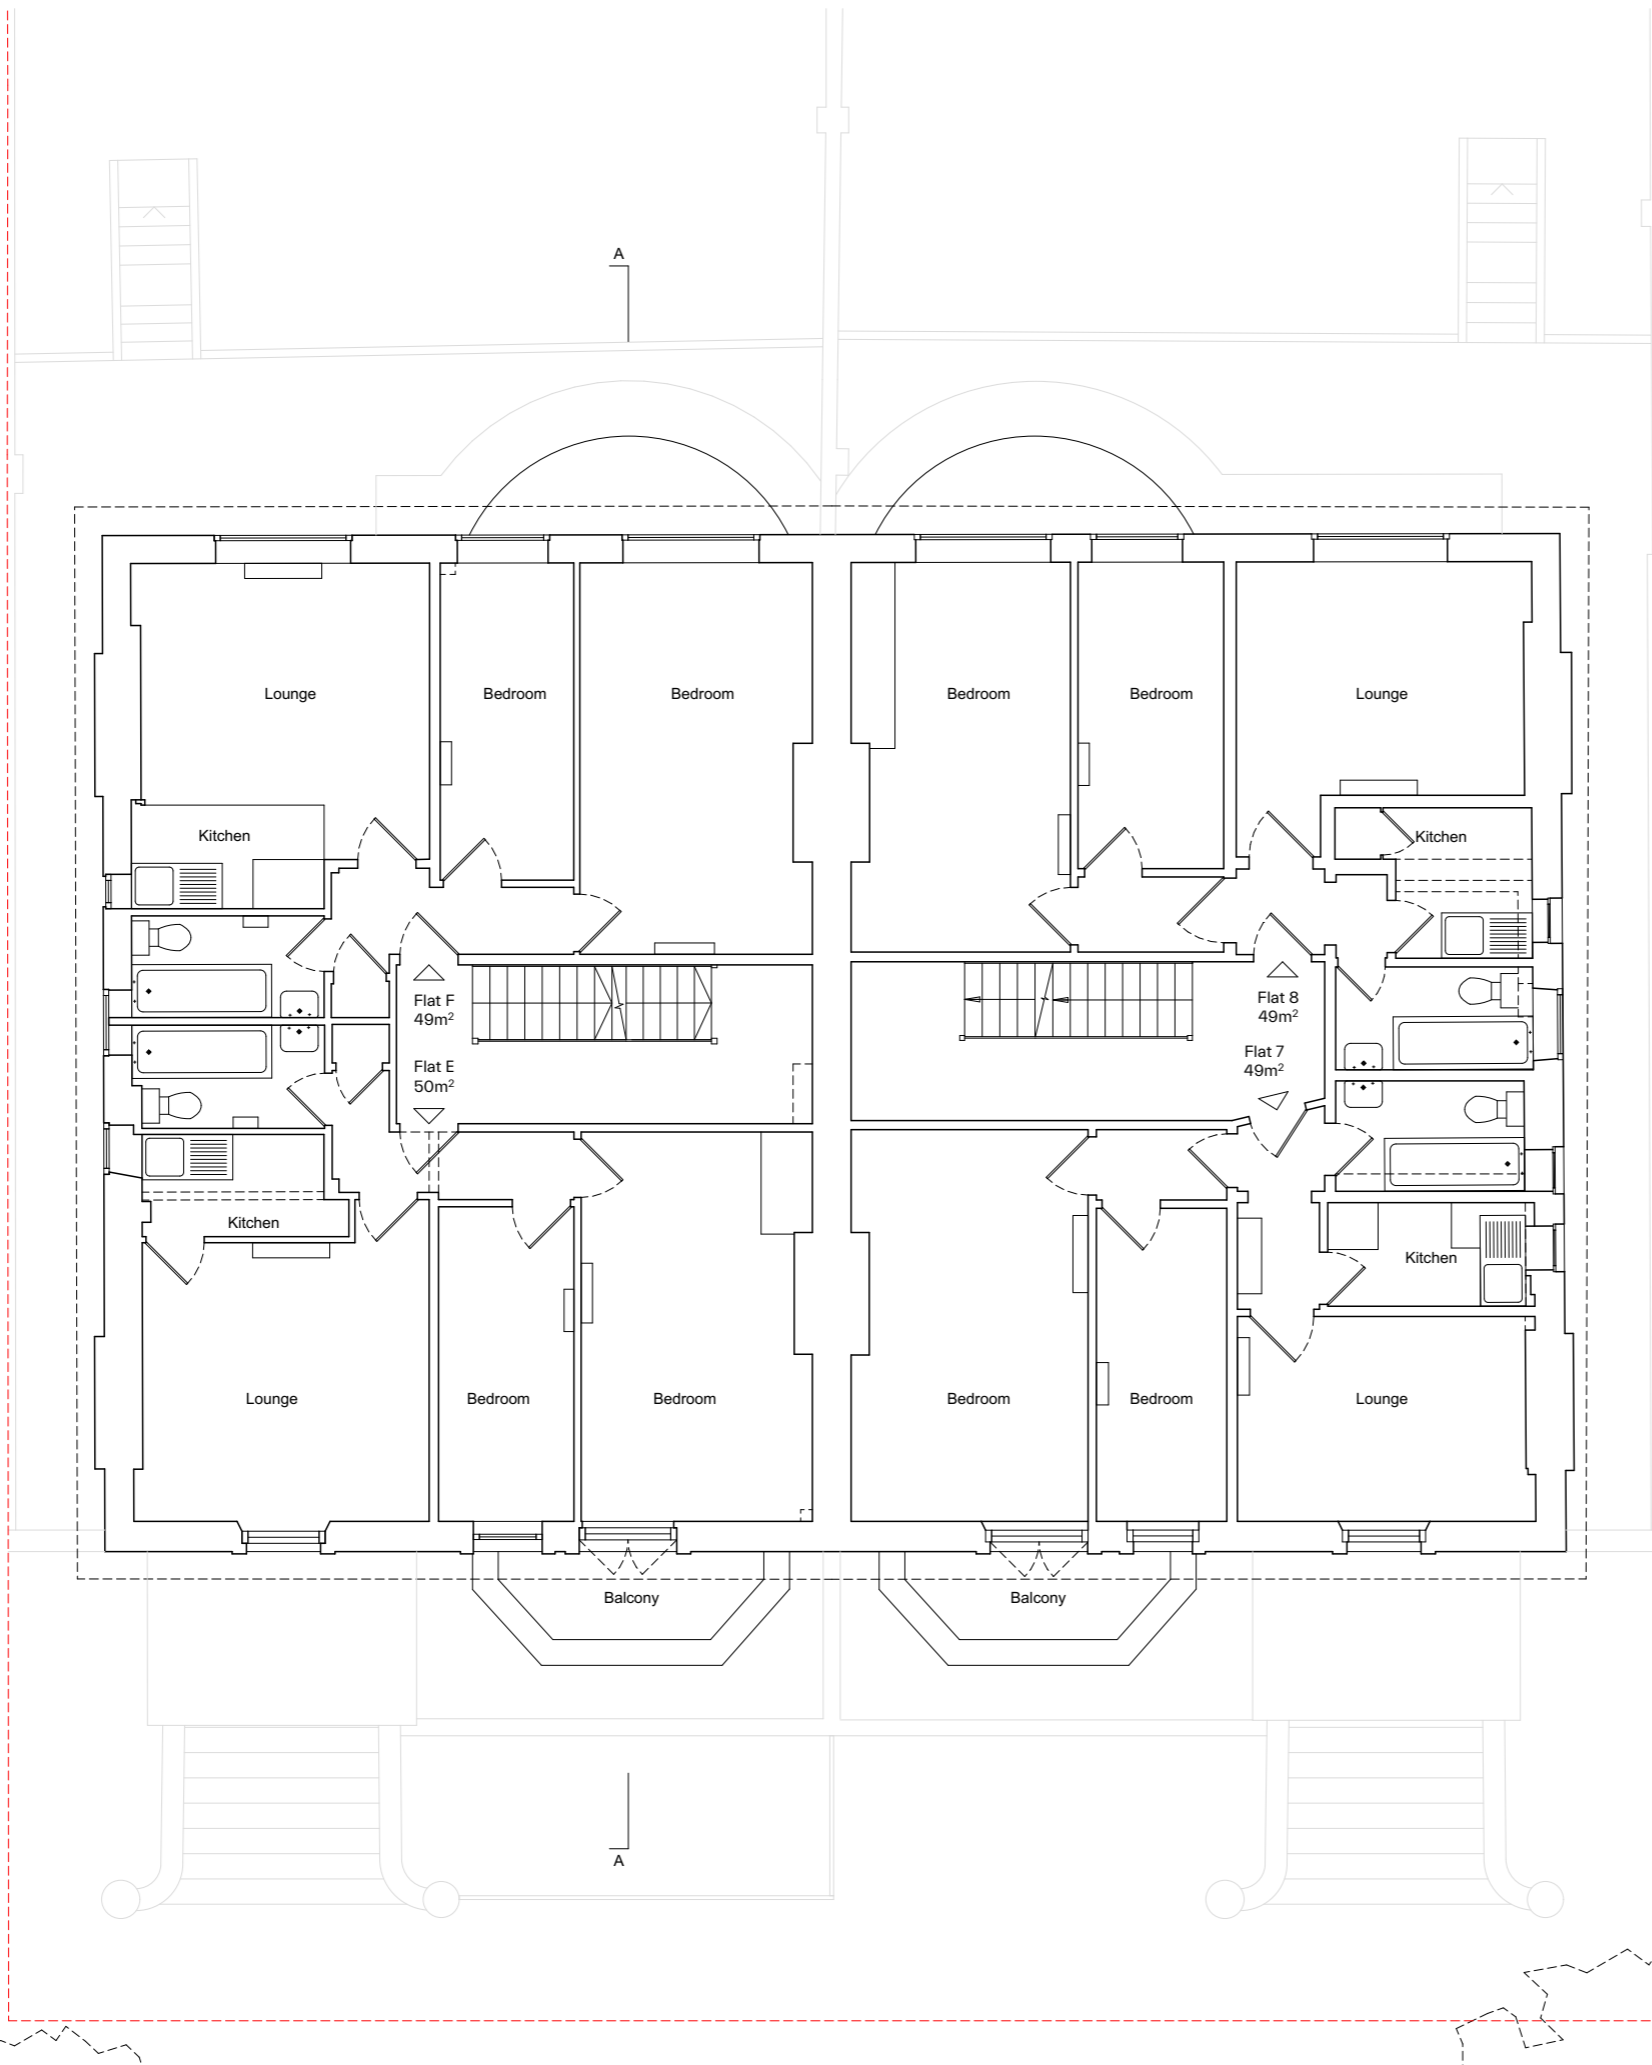 A
Lounge
Bedroom
Bedroom
Bedroom
Bedroom
Lounge
Kitchen
Kitchen
Flat F
49m²
Flat 8
49m²
Flat E
50m²
Flat 7
49m²
Kitchen
Kitchen
Lounge
Bedroom
Bedroom
Bedroom
Bedroom
Lounge
Balcony
Balcony
A